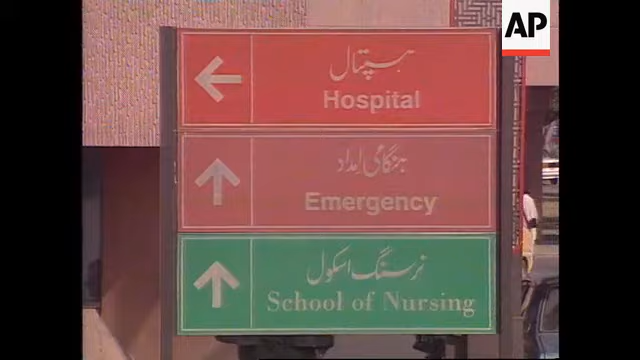 AP
ہسپتال
Hospital
ہنگامی امداد
Emergency
نرسنگ اسکول
School of Nursing